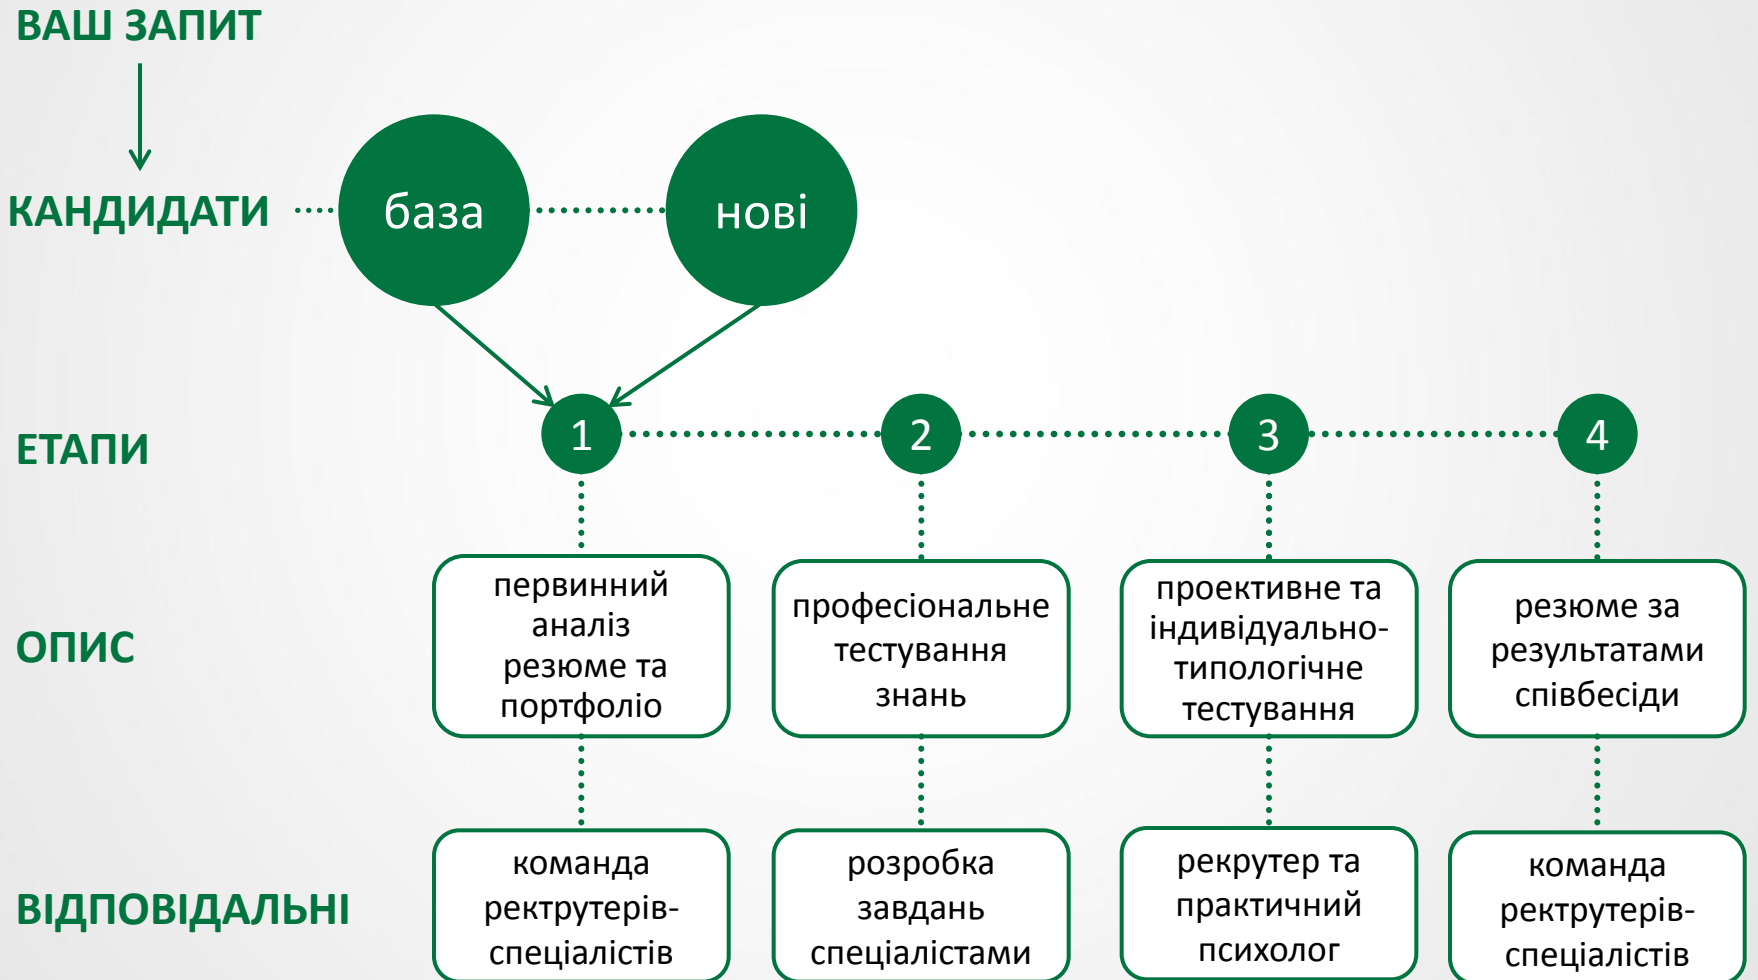 ВАШ ЗАПИТ
КАНДИДАТИ
база
нові
ЕТАПИ
1
2
3
4
ОПИС
первинний
аналіз
резюме та
портфоліо
професіональне
тестування
знань
проективне та
індивідуально-
типологічне
тестування
резюме за
результатами
співбесіди
ВІДПОВІДАЛЬНІ
команда
ректрутерів-
спеціалістів
розробка
завдань
спеціалістами
рекрутер та
практичний
психолог
команда
ректрутерів-
спеціалістів